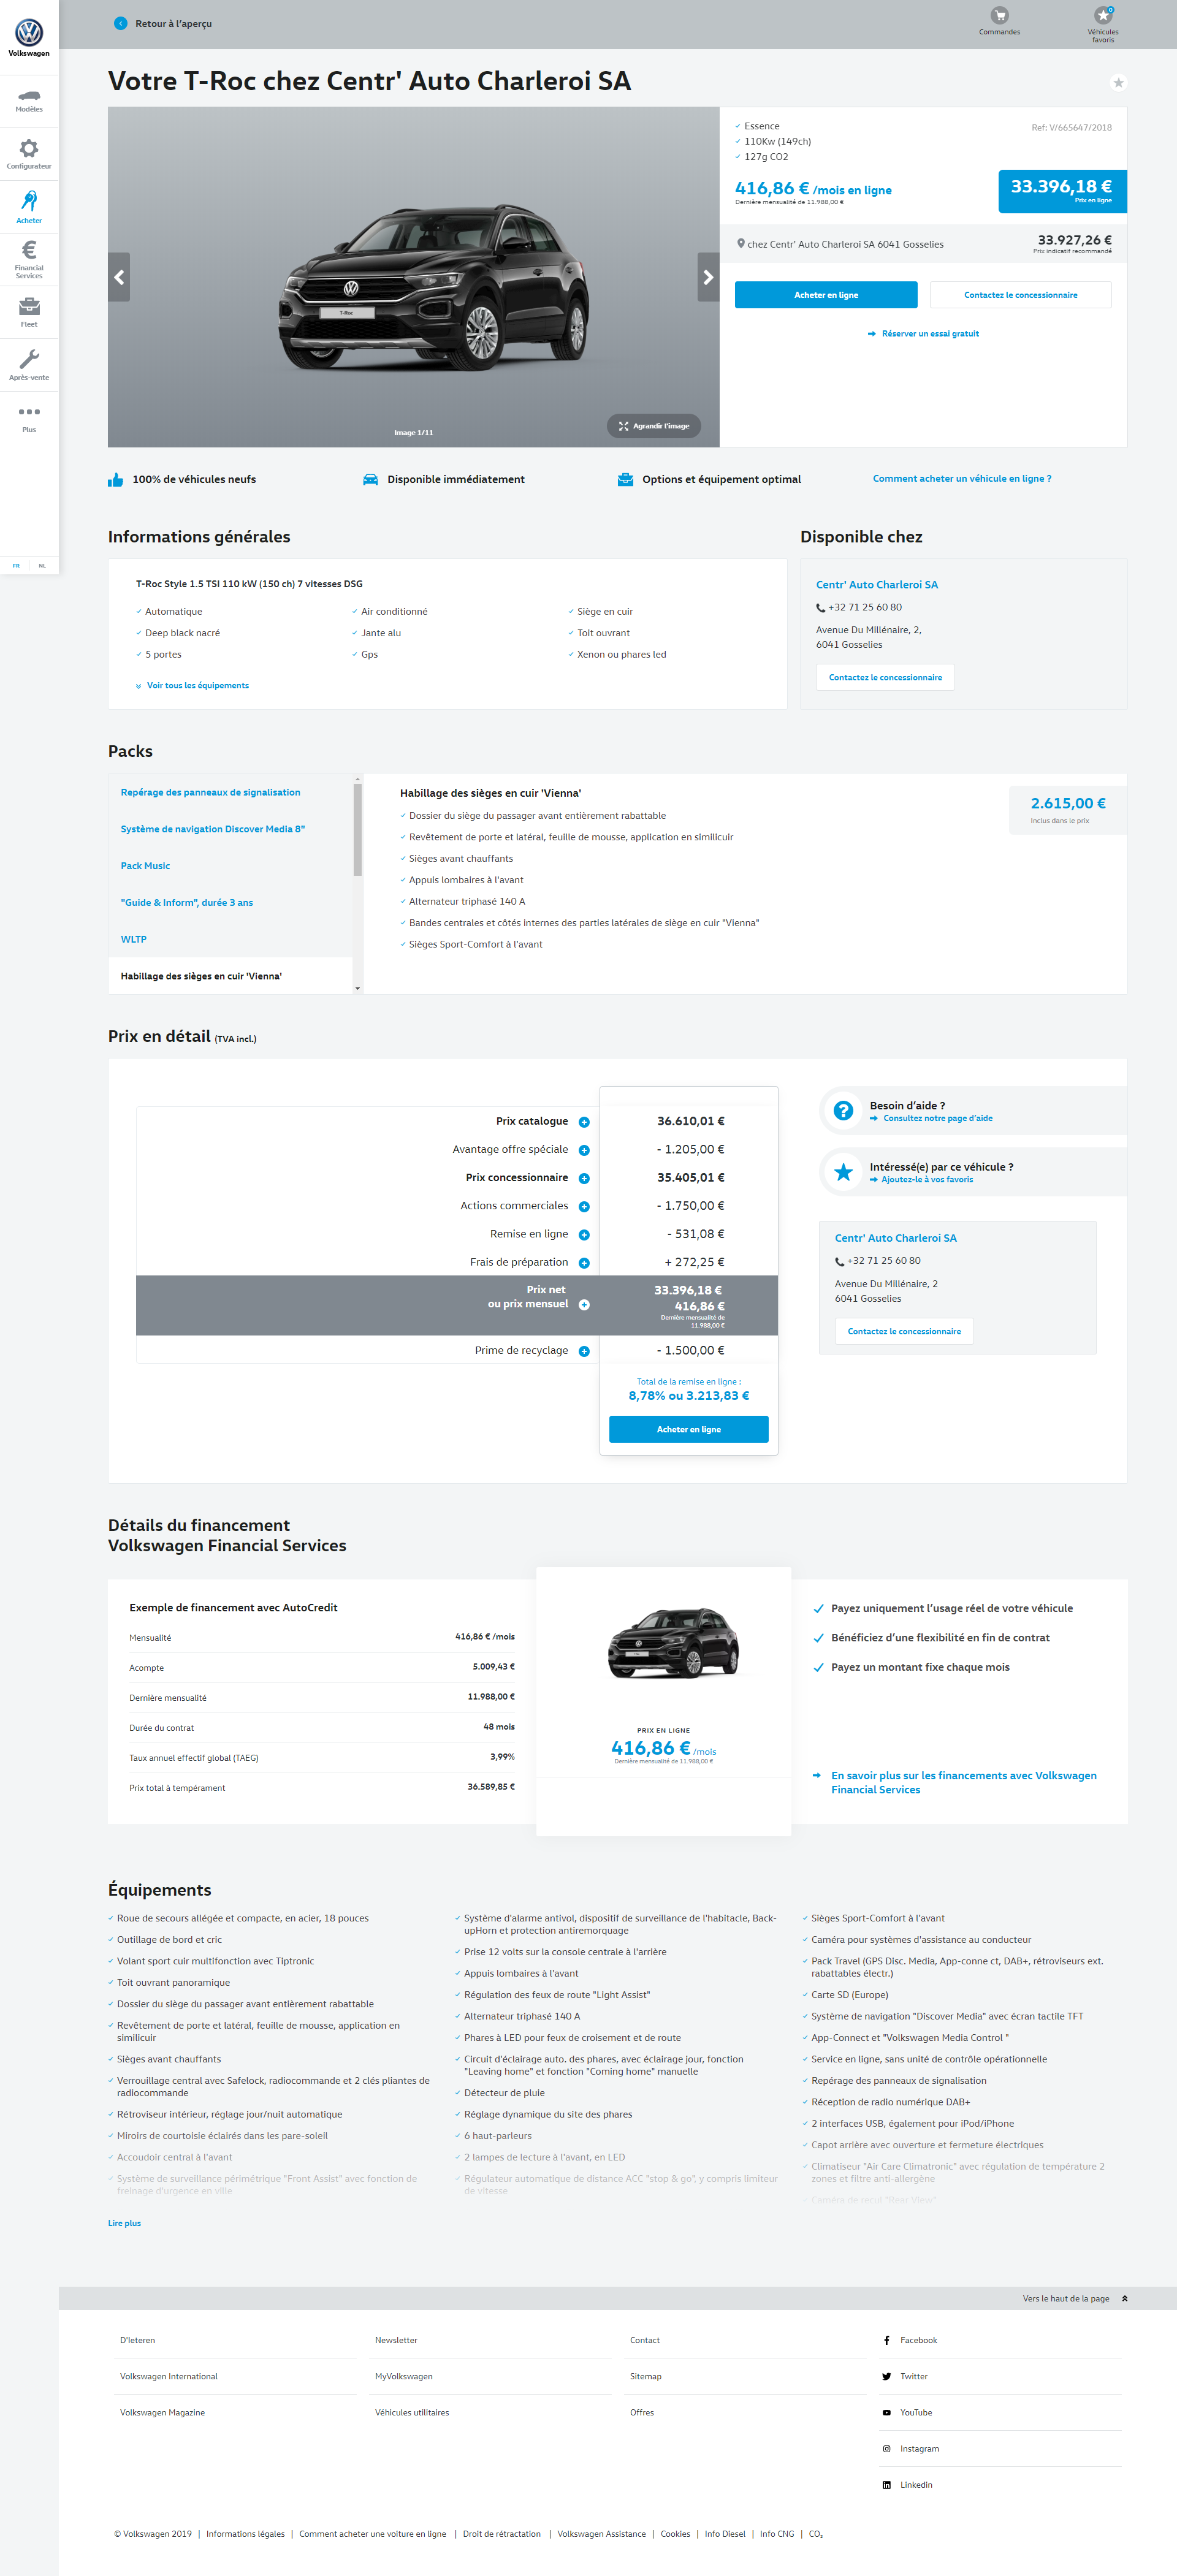 Volkswagen
Modèles
Configurateur
Acheter
Financial
Services
Fleet
Après-vente
Plus
FR
NL
Retour à l'aperçu
Commandes
0
Véhicules
favoris
Votre T-Roc chez Centr' Auto Charleroi SA
T-Roc
Image 1/11
Agrandir l'image
Essence
110Kw (149ch)
127g CO2
Ref: V/665647/2018
416,86 € /mois en ligne
Dernière mensualité de 11.988,00 €
33.396,18 €
Prix en ligne
chez Centr' Auto Charleroi SA 6041 Gosselies
33.927,26 €
Prix indicatif recommandé
Acheter en ligne
Contactez le concessionnaire
Réserver un essai gratuit
100% de véhicules neufs
Disponible immédiatement
Options et équipement optimal
Comment acheter un véhicule en ligne ?
Informations générales
T-Roc Style 1.5 TSI 110 kW (150 ch) 7 vitesses DSG
Automatique
Air conditionné
Siège en cuir
Deep black nacré
Jante alu
Toit ouvrant
5 portes
Gps
Xenon ou phares led
Voir tous les équipements
Disponible chez
Centr' Auto Charleroi SA
+32 71 25 60 80
Avenue Du Millénaire, 2,
6041 Gosselies
Contactez le concessionnaire
Packs
Repérage des panneaux de signalisation
Système de navigation Discover Media 8"
Pack Music
"Guide & Inform", durée 3 ans
WLTP
Habillage des sièges en cuir 'Vienna'
Habillage des sièges en cuir 'Vienna'
Dossier du siège du passager avant entièrement rabattable
Revêtement de porte et latéral, feuille de mousse, application en similicuir
Sièges avant chauffants
Appuis lombaires à l'avant
Alternateur triphasé 140 A
Bandes centrales et côtés internes des parties latérales de siège en cuir "Vienna"
Sièges Sport-Comfort à l'avant
2.615,00 €
Inclus dans le prix
Prix en détail (TVA incl.)
Prix catalogue 36.610,01 €
Avantage offre spéciale - 1.205,00 €
Prix concessionnaire 35.405,01 €
Actions commerciales - 1.750,00 €
Remise en ligne - 531,08 €
Frais de préparation + 272,25 €
Prix net 33.396,18 €
ou prix mensuel 416,86 €
Dernière mensualité de
11.988,00 €
Prime de recyclage - 1.500,00 €
Total de la remise en ligne :
8,78% ou 3.213,83 €
Acheter en ligne
Besoin d'aide ?
Consultez notre page d'aide
Intéressé(e) par ce véhicule ?
Ajoutez-le à vos favoris
Centr' Auto Charleroi SA
+32 71 25 60 80
Avenue Du Millénaire, 2
6041 Gosselies
Contactez le concessionnaire
Détails du financement
Volkswagen Financial Services
Exemple de financement avec AutoCredit
Mensualité 416,86 € /mois
Acompte 5.009,43 €
Dernière mensualité 11.988,00 €
Durée du contrat 48 mois
Taux annuel effectif global (TAEG) 3,99%
Prix total à tempérament 36.589,85 €
PRIX EN LIGNE
416,86 € /mois
Dernière mensualité de 11.988,00 €
Payez uniquement l'usage réel de votre véhicule
Bénéficiez d'une flexibilité en fin de contrat
Payez un montant fixe chaque mois
En savoir plus sur les financements avec Volkswagen
Financial Services
Équipements
Roue de secours allégée et compacte, en acier, 18 pouces
Outillage de bord et cric
Volant sport cuir multifonction avec Tiptronic
Toit ouvrant panoramique
Dossier du siège du passager avant entièrement rabattable
Revêtement de porte et latéral, feuille de mousse, application en
similicuir
Sièges avant chauffants
Verrouillage central avec Safelock, radiocommande et 2 clés pliantes de
radiocommande
Rétroviseur intérieur, réglage jour/nuit automatique
Miroirs de courtoisie éclairés dans les pare-soleil
Accoudoir central à l'avant
Système de surveillance périmétrique "Front Assist" avec fonction de
freinage d'urgence en ville
Système d'alarme antivol, dispositif de surveillance de l'habitacle, Back-
upHorn et protection antiremorquage
Prise 12 volts sur la console centrale à l'arrière
Appuis lombaires à l'avant
Régulation des feux de route "Light Assist"
Alternateur triphasé 140 A
Phares à LED pour feux de croisement et de route
Circuit d'éclairage auto. des phares, avec éclairage jour, fonction
"Leaving home" et fonction "Coming home" manuelle
Détecteur de pluie
Réglage dynamique du site des phares
6 haut-parleurs
2 lampes de lecture à l'avant, en LED
Régulateur automatique de distance ACC "stop & go", y compris limiteur
de vitesse
Sièges Sport-Comfort à l'avant
Caméra pour systèmes d'assistance au conducteur
Pack Travel (GPS Disc. Media, App-conne ct, DAB+, rétroviseurs ext.
rabattables électr.)
Carte SD (Europe)
Système de navigation "Discover Media" avec écran tactile TFT
App-Connect et "Volkswagen Media Control "
Service en ligne, sans unité de contrôle opérationnelle
Repérage des panneaux de signalisation
Réception de radio numérique DAB+
2 interfaces USB, également pour iPod/iPhone
Capot arrière avec ouverture et fermeture électriques
Climatiseur "Air Care Climatronic" avec régulation de température 2
zones et filtre anti-allergène
Caméra de recul "Rear View"
Lire plus
Vers le haut de la page
D'Ieteren
Volkswagen International
Volkswagen Magazine
Newsletter
MyVolkswagen
Véhicules utilitaires
Contact
Sitemap
Offres
Facebook
Twitter
YouTube
Instagram
Linkedin
© Volkswagen 2019 | Informations légales | Comment acheter une voiture en ligne | Droit de rétractation | Volkswagen Assistance | Cookies | Info Diesel | Info CNG | CO₂